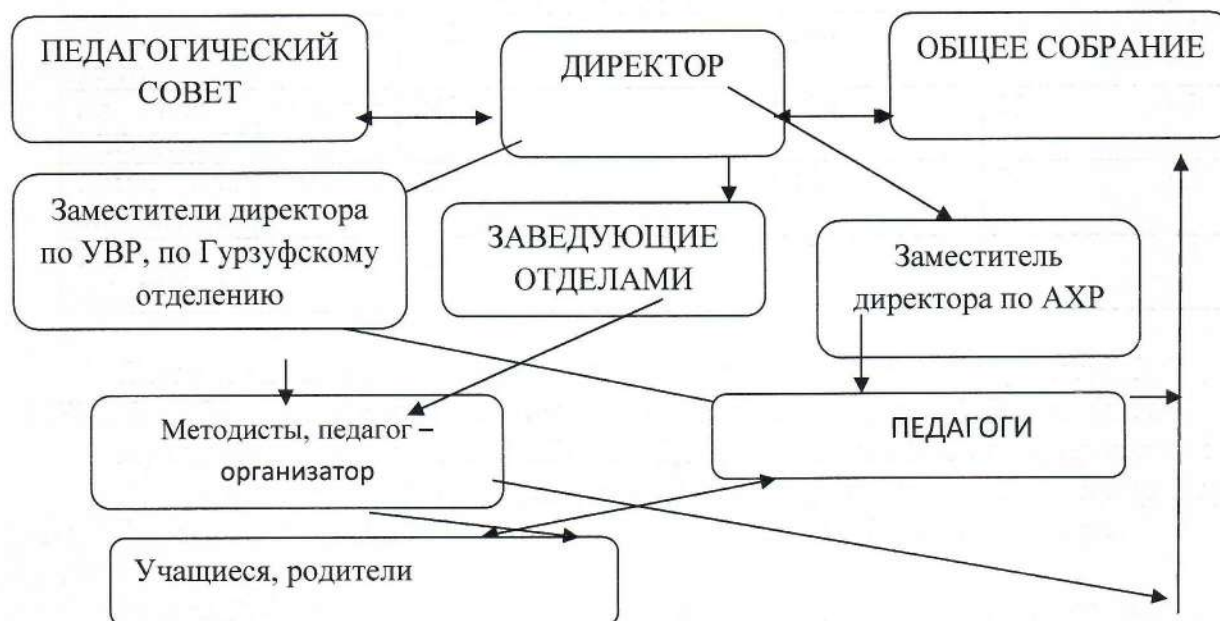 ПЕДАГОГИЧЕСКИЙ
СОВЕТ
ДИРЕКТОР
ОБЩЕЕ СОБРАНИЕ
Заместители директора
по УВР, по Гурзуфскому
отделению
ЗАВЕДУЮЩИЕ
ОТДЕЛАМИ
Заместитель
директора по АХР
Методисты, педагог –
организатор
ПЕДАГОГИ
Учащиеся, родители